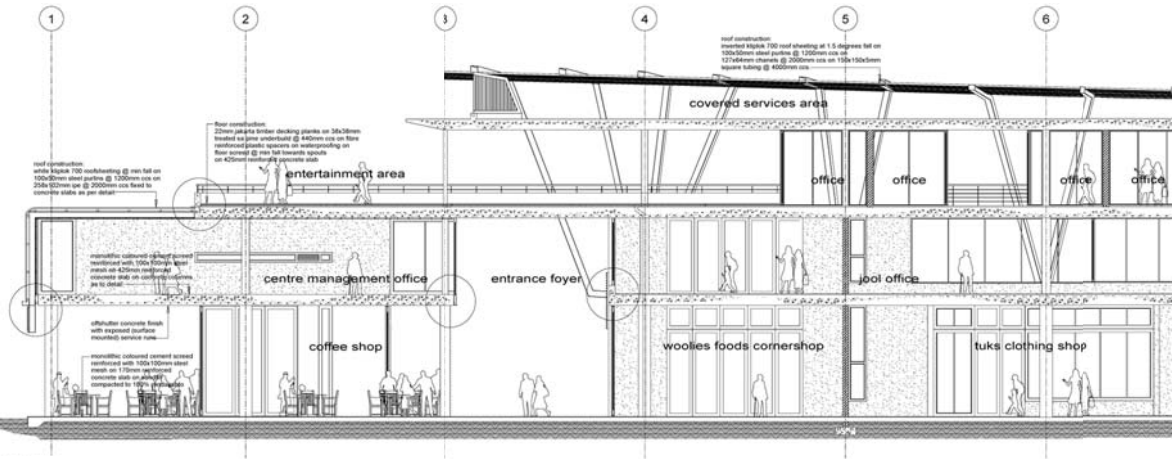 1
2
3
4
5
6
roof construction:
inverted kliplok 700 roof sheeting at 1.5 degrees fall on
100x50mm steel purlins @ 1200mm ccs on
127x64mm chanels @ 2000mm ccs on 150x150x5mm
square tubing @ 4000mm ccs
covered services area
floor construction:
22mm jakarta timber decking planks on 38x38mm
treated sa pine underbuild @ 440mm ccs on fibre
reinforced plastic spacers on waterproofing on
floor screed @ min fall towards spouts
on 425mm reinforced concrete slab
entertainment area
roof construction:
white kliplok 700 roofsheeting @ min fall on
100x50mm steel purlins @ 1200mm ccs on
ipe @ 2000mm ccs fixed to
concrete slabs as per detail
office
office
office
office
monolithic coloured cement screed
reinforced with 100x100mm steel
mesh on 425mm reinforced
concrete slab on concrete columns
as to detail
centre management office
entrance foyer
jool office
offshutter concrete finish
with exposed (surface
mounted) service runs
coffee shop
woolies foods cornershop
tuks clothing shop
monolithic coloured cement screed
reinforced with 100x100mm steel
mesh on 170mm reinforced
concrete slab on
compacted to 100%